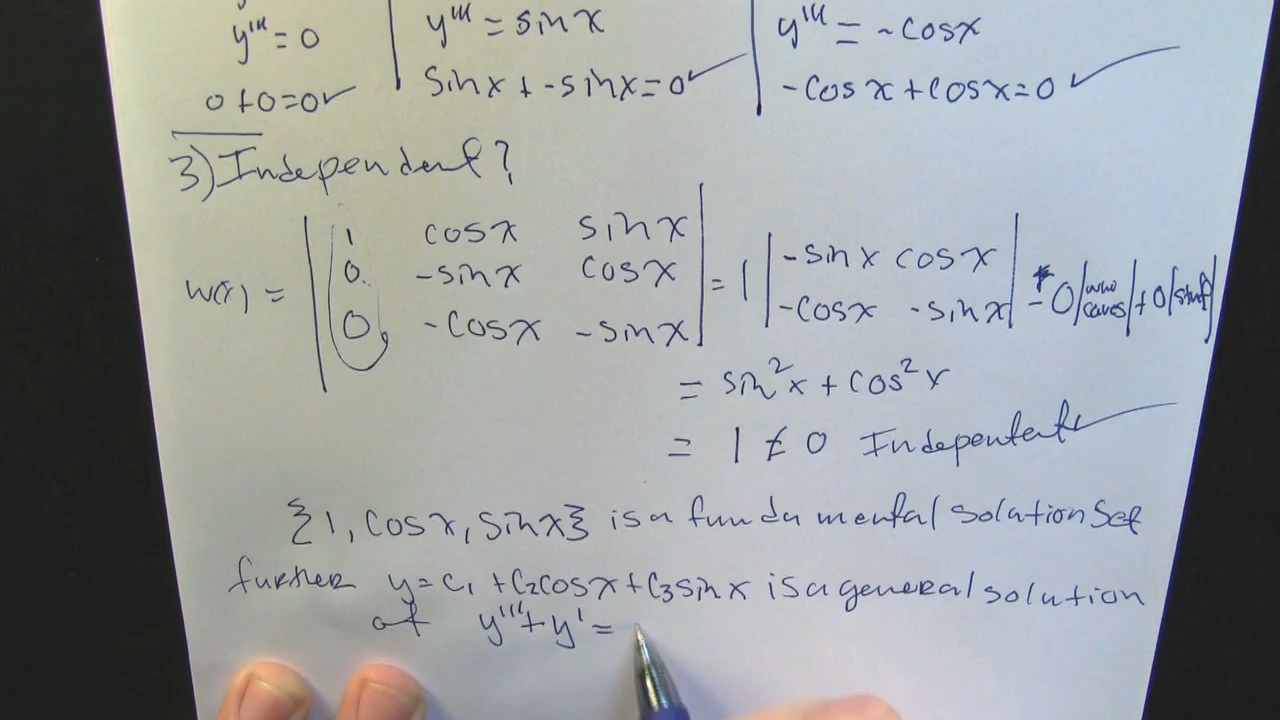 y''' = 0 | y''' = sin x | y''' = -cos x
0 + 0 = 0 ✓ | sin x + -sin x = 0 ✓ | -cos x + cos x = 0 ✓
3) Independent?
W(x) = | 1 cos x sin x | = 1 | -sin x cos x | - 0 | who cares | + 0 | stuff |
0 -sin x cos x
0 -cos x -sin x | -cos x -sin x
= sin²x + cos²x
= 1 ≠ 0 Independent ✓
{1, cos x, sin x} is a fundamental solution set
further y = c₁ + c₂cos x + c₃sin x is a general solution
of y''' + y' =